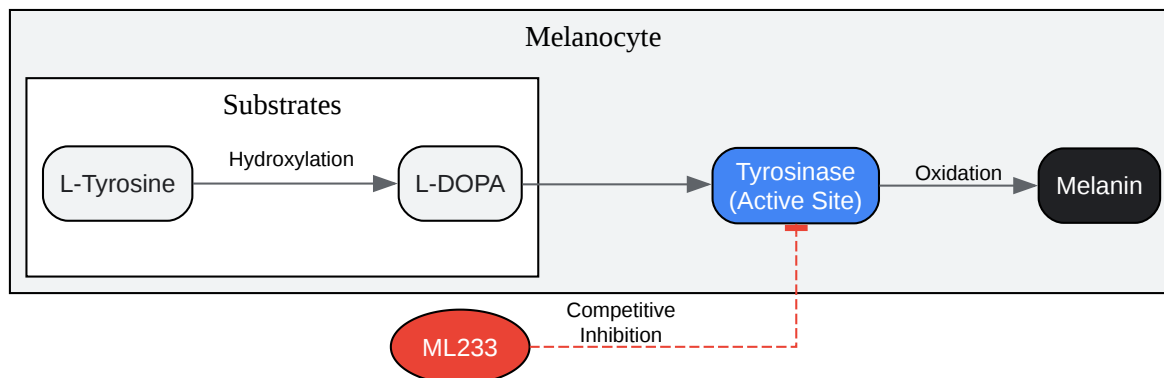 Melanocyte
Substrates
L-Tyrosine
Hydroxylation
L-DOPA
Tyrosinase
(Active Site)
Oxidation
Melanin
Competitive
Inhibition
ML233